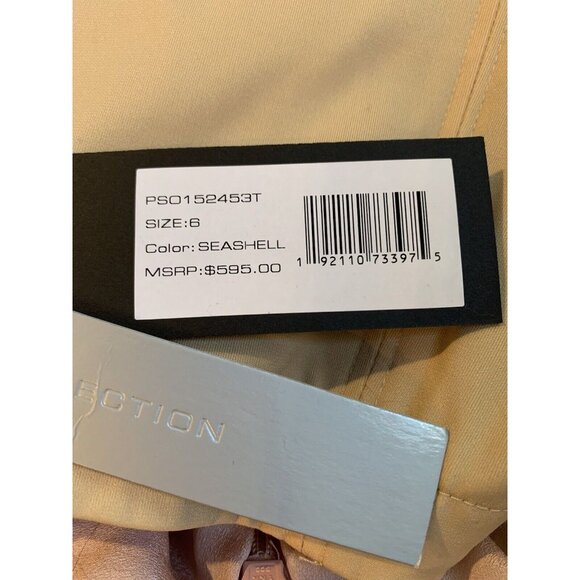 PSO152453T
SIZE:6
Color: SEASHELL
MSRP:$595.00
1 92110 73397 5
ECTION